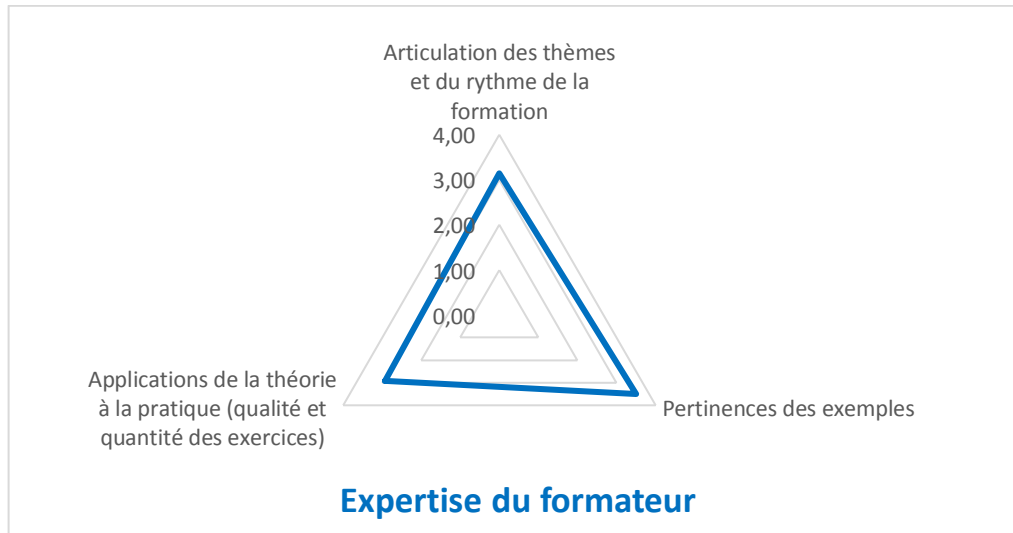 Articulation des thèmes
et du rythme de la
formation
4,00
3,00
2,00
1,00
0,00
Applications de la théorie
à la pratique (qualité et
quantité des exercices)
Pertinences des exemples
Expertise du formateur